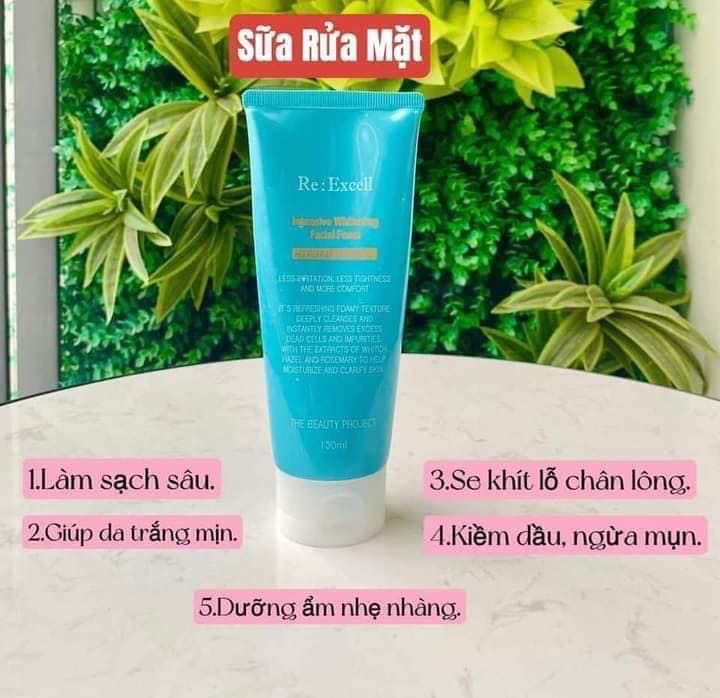 Sữa Rửa Mặt
Re:Excell
Intensive Whitening
Facial Foam
LESS-IRRITATION, LESS TIGHTNESS
AND MORE COMFORT
IT'S REFRESHING FOAMY TEXTURE
DEEPLY CLEANSES AND
INSTANTLY REMOVES EXCESS
DEAD CELLS AND IMPURITIES.
WITH THE EXTRACTS OF WHITCH
HAZEL AND ROSEMARY TO HELP
MOISTURIZE AND CLARIFY SKIN.
THE BEAUTY PROJECT
130ml
1.Làm sạch sâu.
2.Giúp da trắng mịn.
3.Se khít lỗ chân lông.
4.Kiềm dầu, ngừa mụn.
5.Dưỡng ẩm nhẹ nhàng.